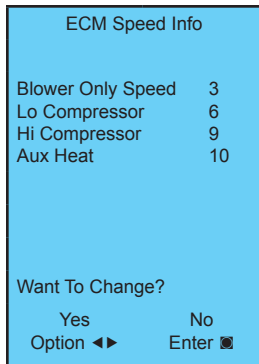 ECM Speed Info
Blower Only Speed 3
Lo Compressor 6
Hi Compressor 9
Aux Heat 10
Want To Change?
Yes No
Option ◄► Enter ◙